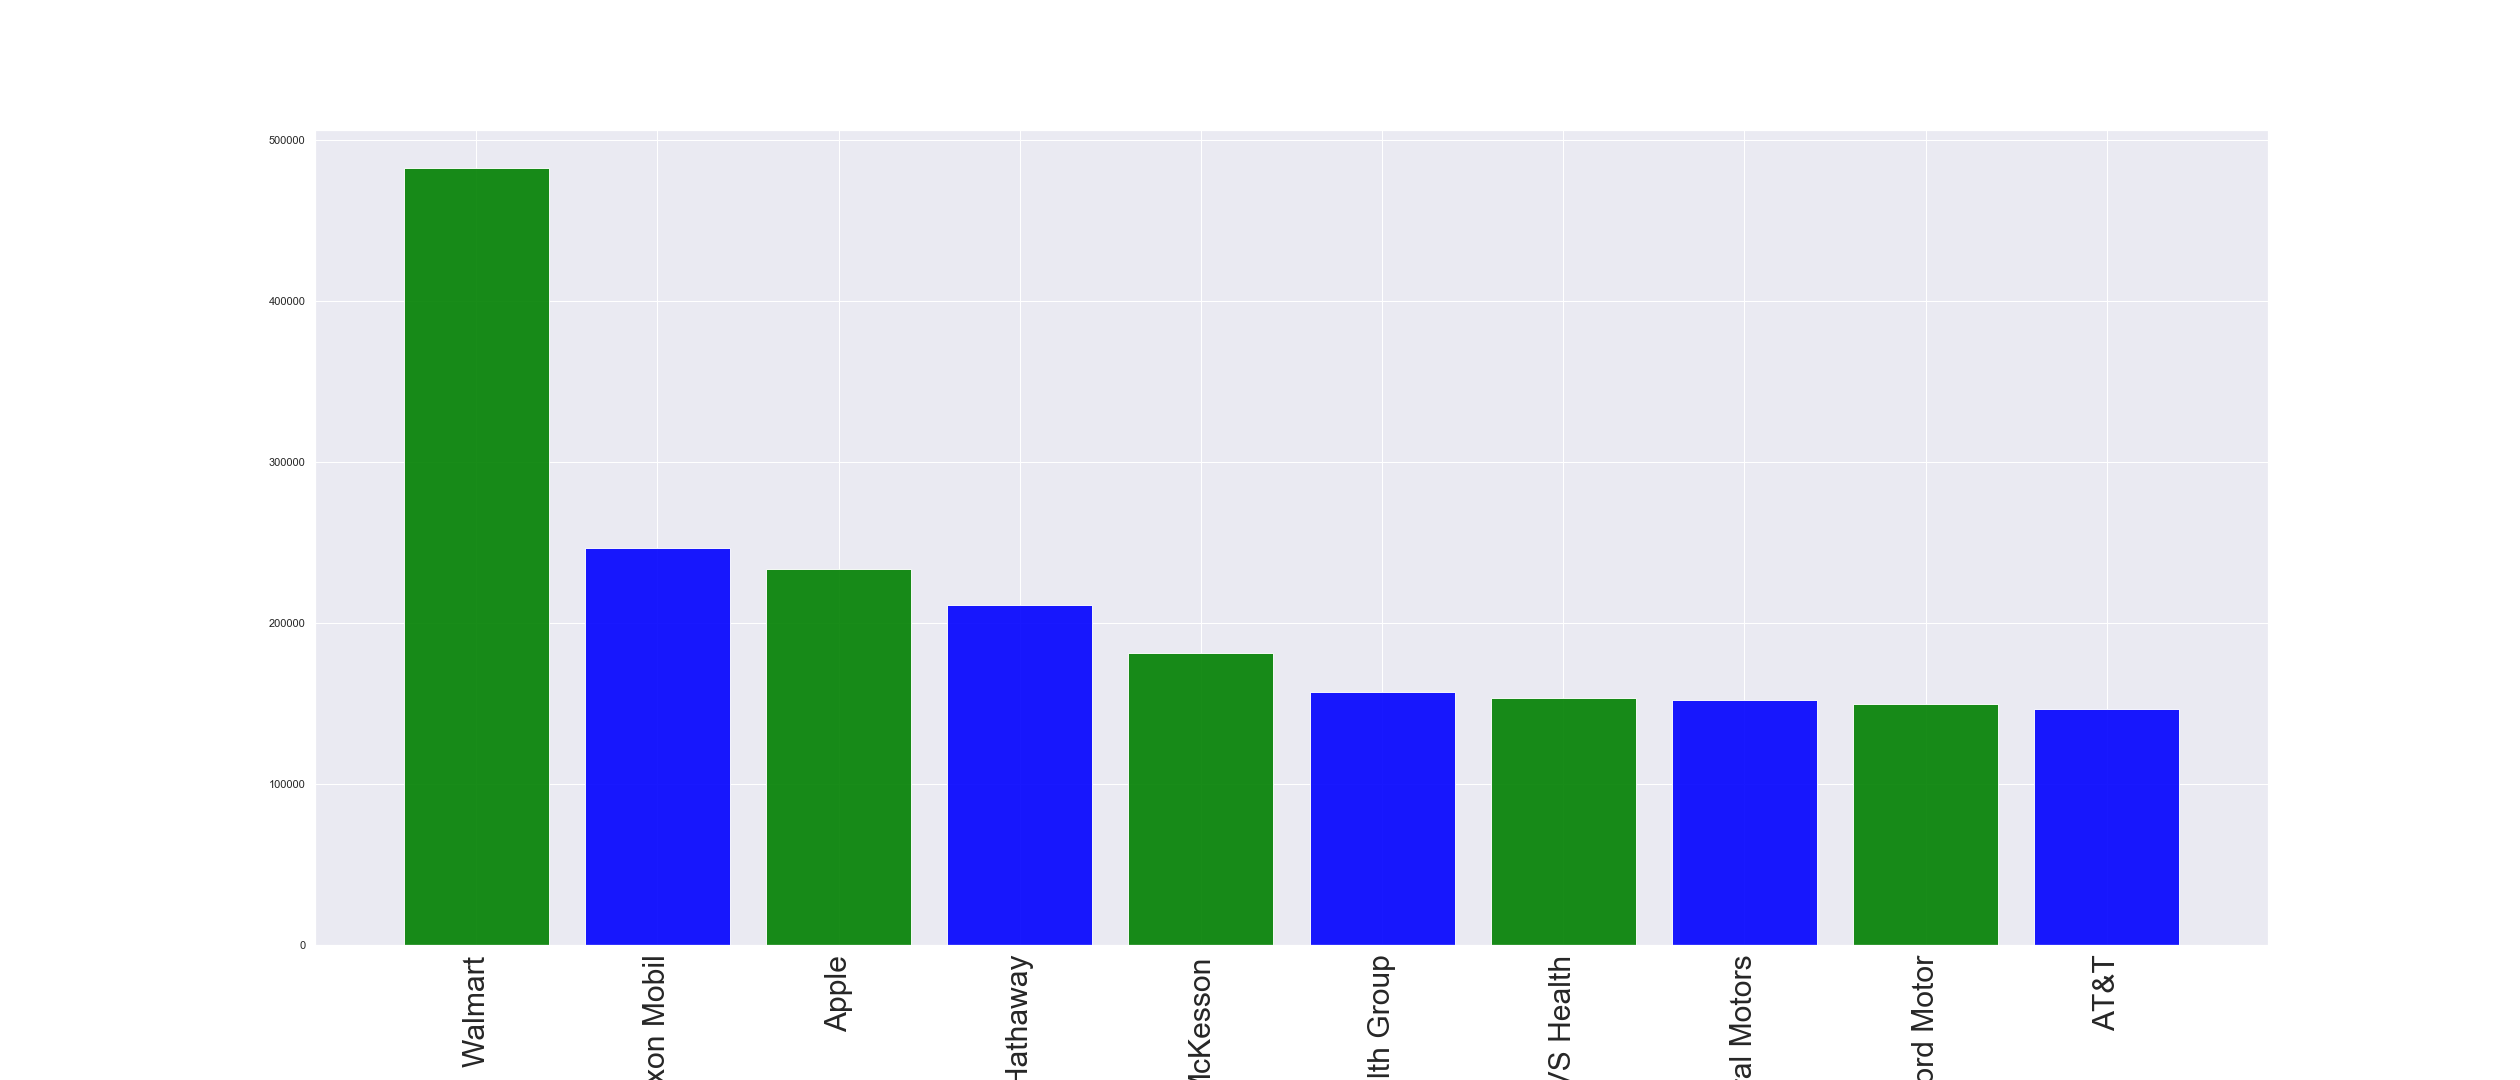 500000
400000
300000
200000
100000
0
Walmart
xon Mobil
Apple
Hathaway
McKesson
lth Group
VS Health
al Motors
ord Motor
AT&T